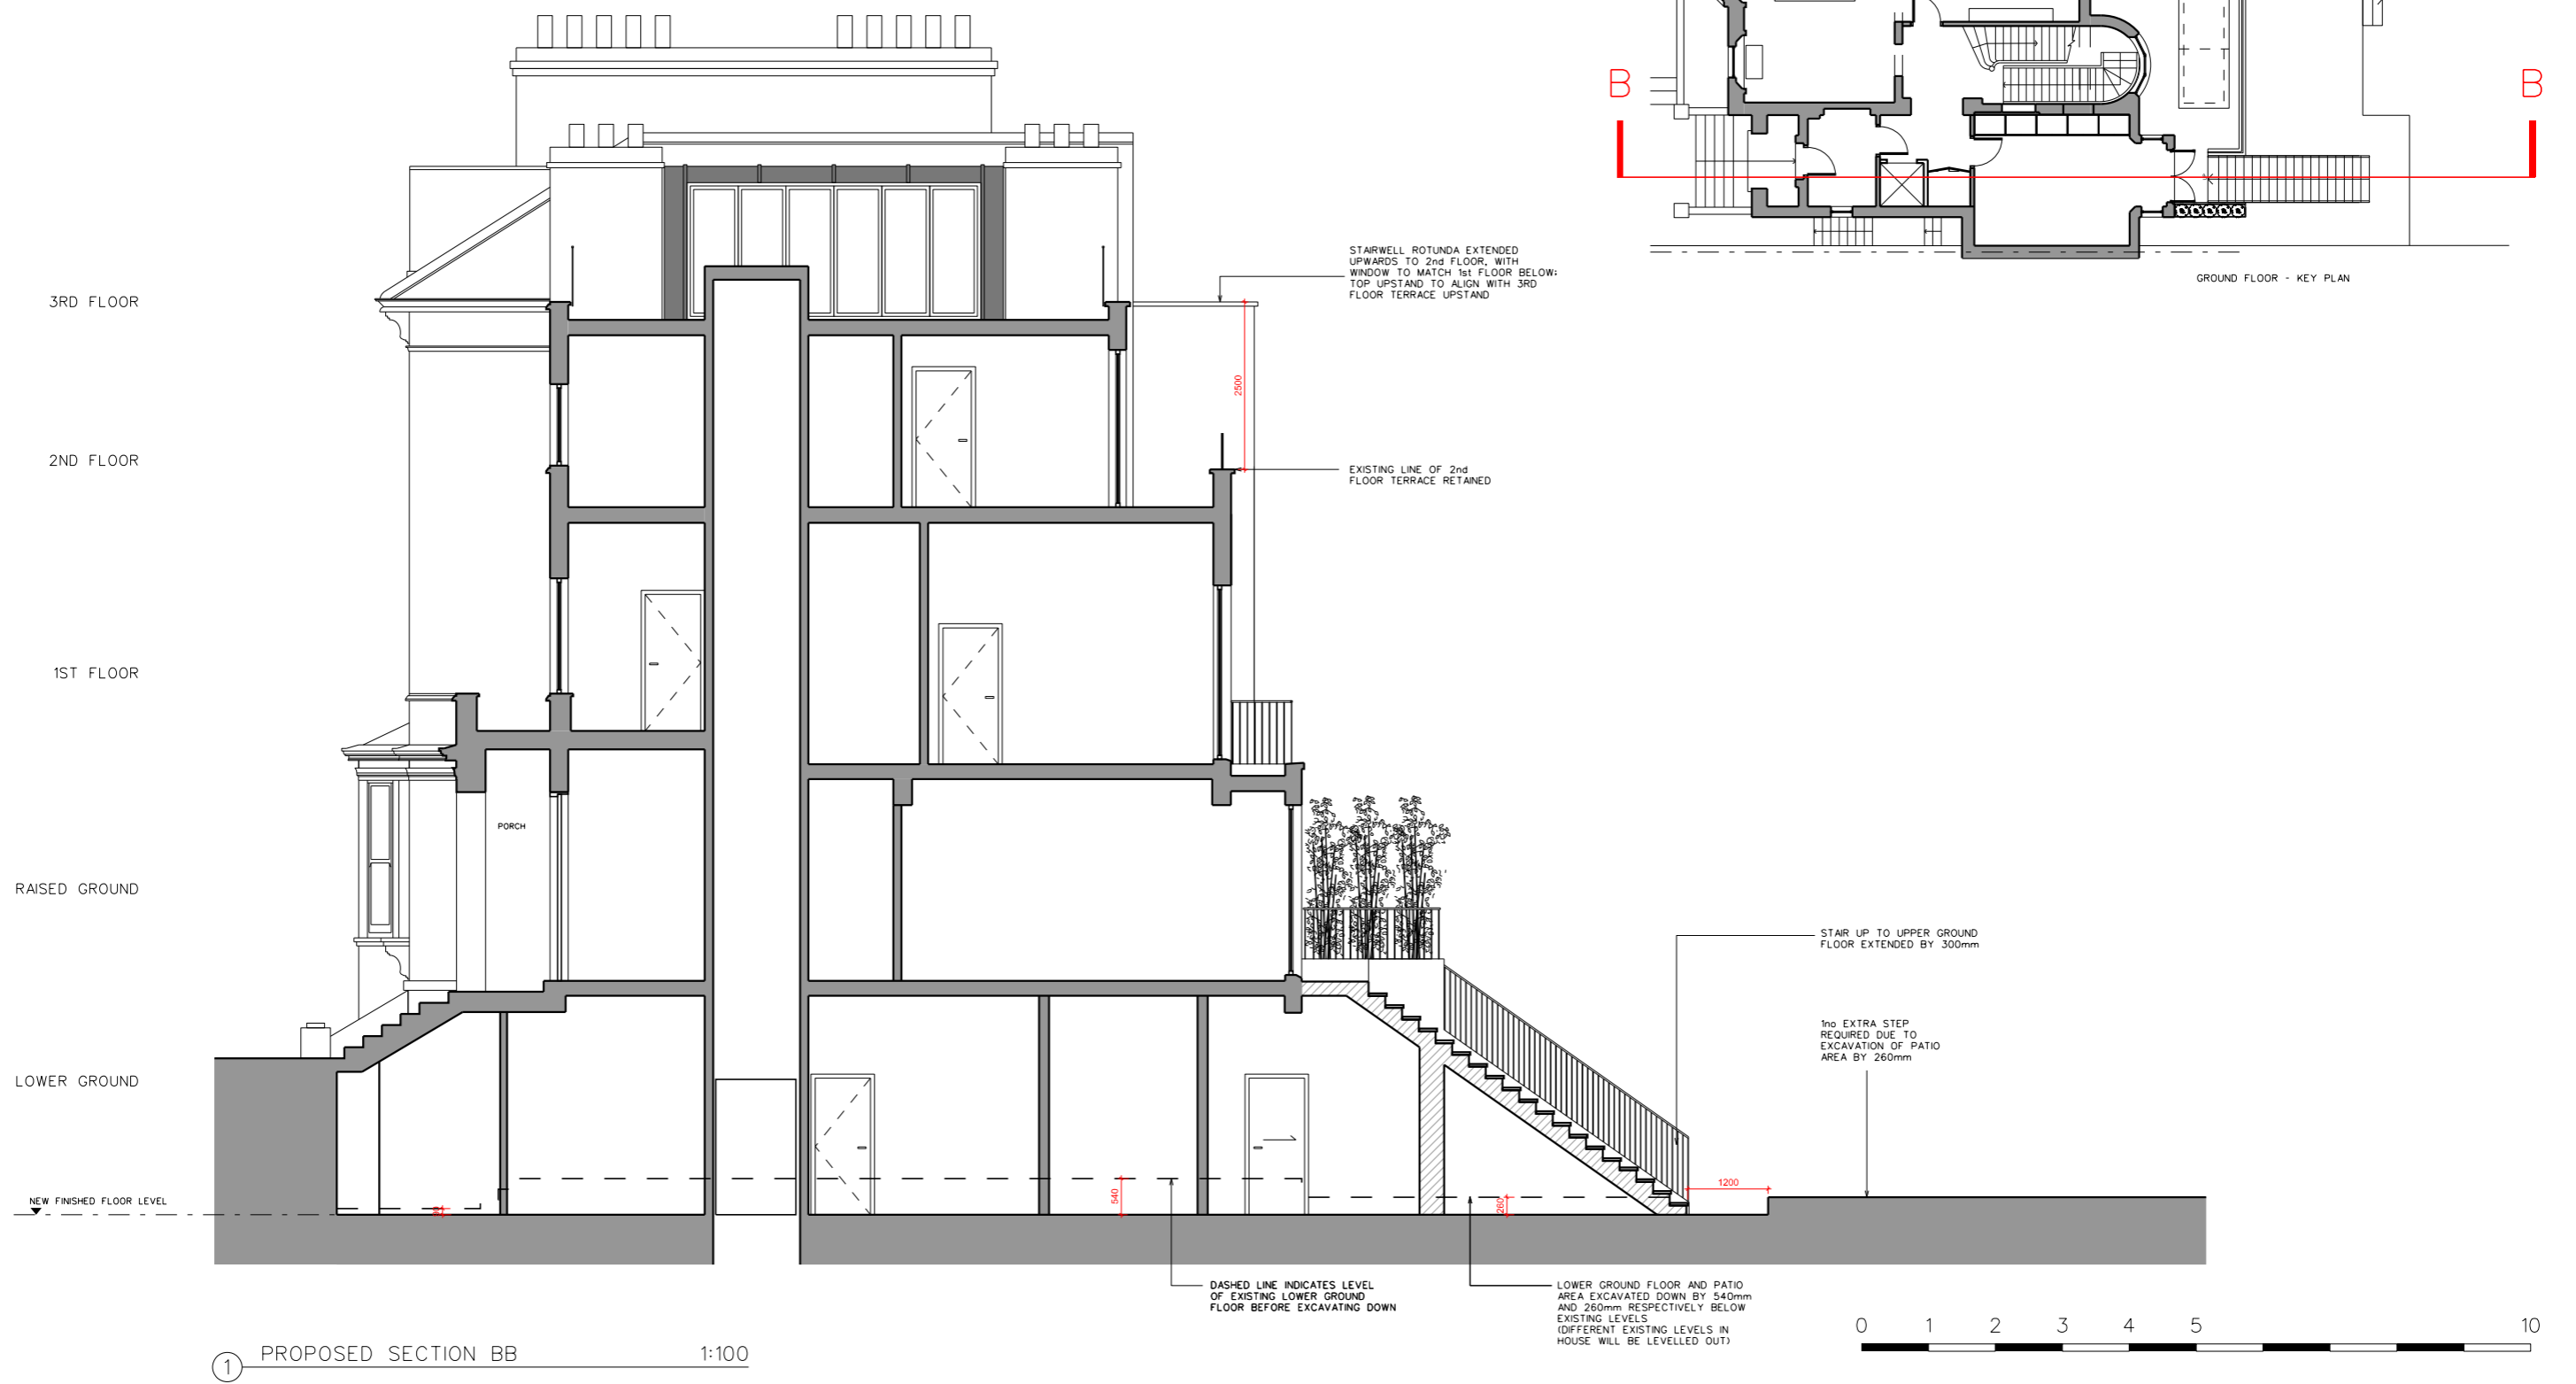 B
B
GROUND FLOOR - KEY PLAN
STAIRWELL ROTUNDA EXTENDED
UPWARDS TO 2nd FLOOR, WITH
WINDOW TO MATCH 1st FLOOR BELOW;
TOP UPSTAND TO ALIGN WITH 3RD
FLOOR TERRACE UPSTAND
3RD FLOOR
2500
2ND FLOOR
EXISTING LINE OF 2nd
FLOOR TERRACE RETAINED
1ST FLOOR
PORCH
RAISED GROUND
STAIR UP TO UPPER GROUND
FLOOR EXTENDED BY 300mm
1no EXTRA STEP
REQUIRED DUE TO
EXCAVATION OF PATIO
AREA BY 260mm
LOWER GROUND
NEW FINISHED FLOOR LEVEL
540
260
1200
DASHED LINE INDICATES LEVEL
OF EXISTING LOWER GROUND
FLOOR BEFORE EXCAVATING DOWN
LOWER GROUND FLOOR AND PATIO
AREA EXCAVATED DOWN BY 540mm
AND 260mm RESPECTIVELY BELOW
EXISTING LEVELS
(DIFFERENT EXISTING LEVELS IN
HOUSE WILL BE LEVELLED OUT)
1 PROPOSED SECTION BB 1:100
0 1 2 3 4 5 10